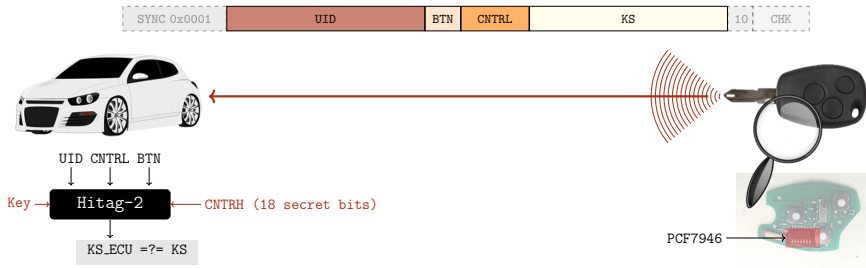 SYNC 0x0001 UID BTN CNTRL KS 10 CHK
UID CNTRL BTN
Key Hitag-2 CNTRH (18 secret bits)
PCF7946
KS_ECU =?= KS